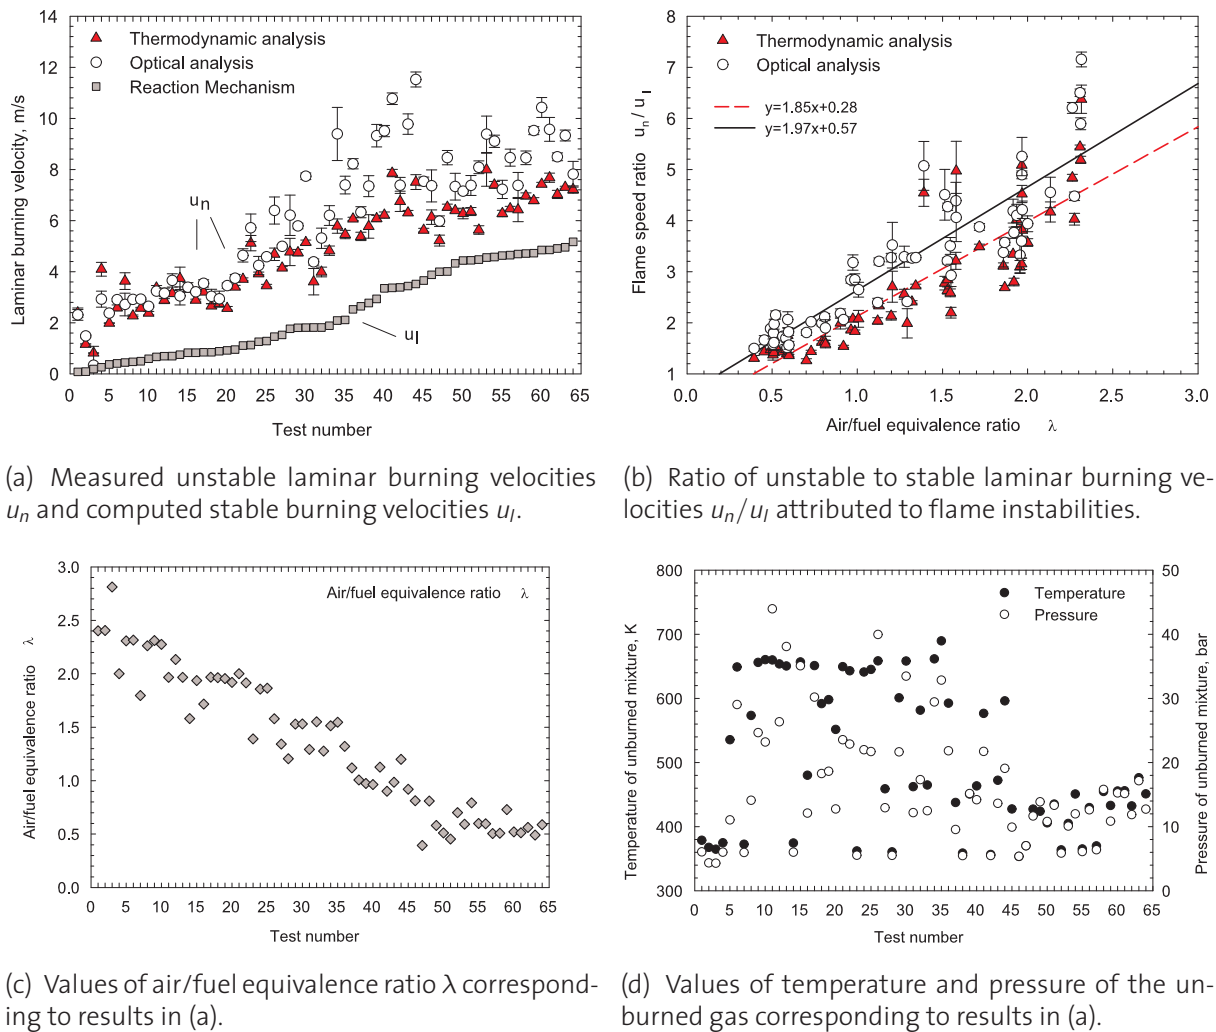 14
12
10
8
6
4
2
0
Laminar burning velocity, m/s
Thermodynamic analysis
Optical analysis
Reaction Mechanism
un
ul
0 5 10 15 20 25 30 35 40 45 50 55 60 65
Test number
8
7
6
5
4
3
2
1
Flame speed ratio un / ul
Thermodynamic analysis
Optical analysis
y=1.85x+0.28
y=1.97x+0.57
0.0 0.5 1.0 1.5 2.0 2.5 3.0
Air/fuel equivalence ratio λ
(a) Measured unstable laminar burning velocities
un and computed stable burning velocities ul.
(b) Ratio of unstable to stable laminar burning ve-
locities un/ul attributed to flame instabilities.
3.0
2.5
2.0
1.5
1.0
0.5
0.0
Air/fuel equivalence ratio λ
Air/fuel equivalence ratio λ
0 5 10 15 20 25 30 35 40 45 50 55 60 65
Test number
800
700
600
500
400
300
Temperature of unburned mixture, K
Temperature
Pressure
50
40
30
20
10
0
Pressure of unburned mixture, bar
0 5 10 15 20 25 30 35 40 45 50 55 60 65
Test number
(c) Values of air/fuel equivalence ratio λ correspond-
ing to results in (a).
(d) Values of temperature and pressure of the un-
burned gas corresponding to results in (a).